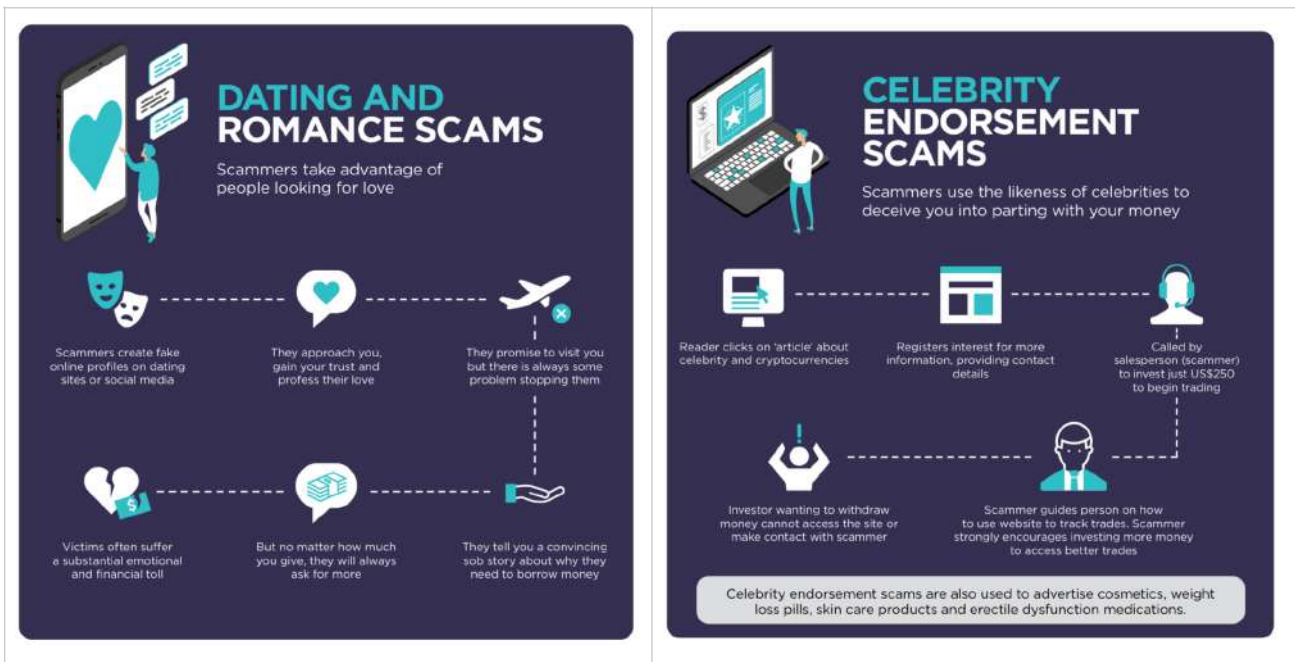 DATING AND
ROMANCE SCAMS
Scammers take advantage of
people looking for love
Scammers create fake
online profiles on dating
sites or social media
They approach you,
gain your trust and
profess their love
They promise to visit you
but there is always some
problem stopping them
Victims often suffer
a substantial emotional
and financial toll
But no matter how much
you give, they will always
ask for more
They tell you a convincing
sob story about why they
need to borrow money
$
CELEBRITY
ENDORSEMENT
SCAMS
Scammers use the likeness of celebrities to
deceive you into parting with your money
$
Reader clicks on 'article' about
celebrity and cryptocurrencies
Registers interest for more
information, providing contact
details
Called by
salesperson (scammer)
to invest just US$250
to begin trading
!
Investor wanting to withdraw
money cannot access the site or
make contact with scammer
Scammer guides person on how
to use website to track trades. Scammer
strongly encourages investing more money
to access better trades
Celebrity endorsement scams are also used to advertise cosmetics, weight
loss pills, skin care products and erectile dysfunction medications.